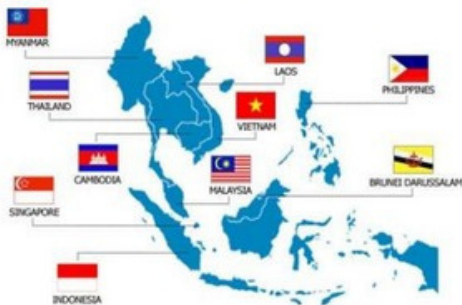 MYANMAR
LAOS
PHILIPPINES
THAILAND
VIETNAM
CAMBODIA
MALAYSIA
BRUNEI DARUSSALAM
SINGAPORE
INDONESIA